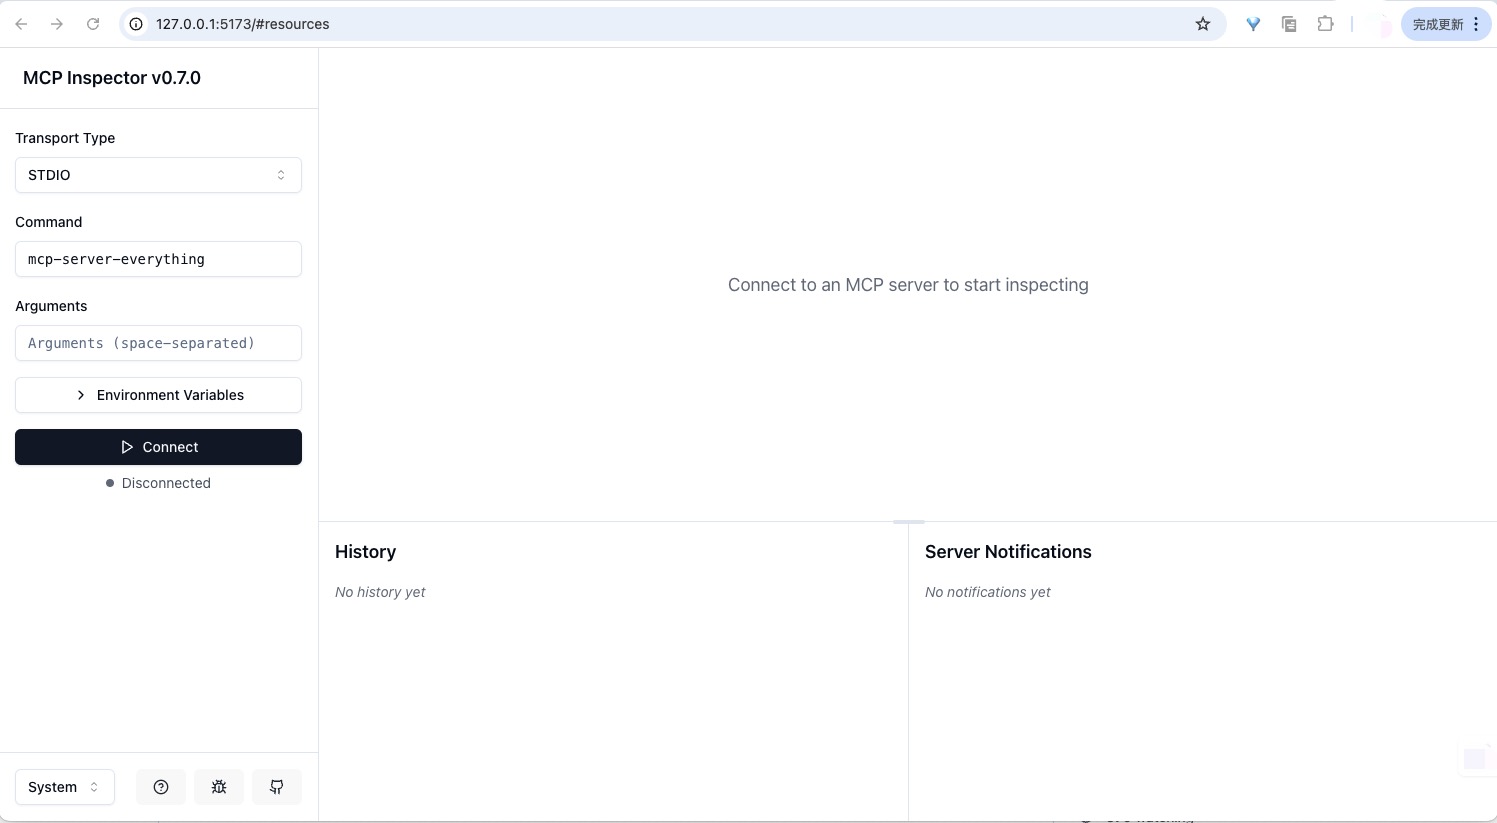 127.0.0.1:5173/#resources
完成更新
MCP Inspector v0.7.0
Transport Type
STDIO
Command
mcp-server-everything
Arguments
Arguments (space-separated)
Environment Variables
Connect
Disconnected
System
Connect to an MCP server to start inspecting
History
No history yet
Server Notifications
No notifications yet